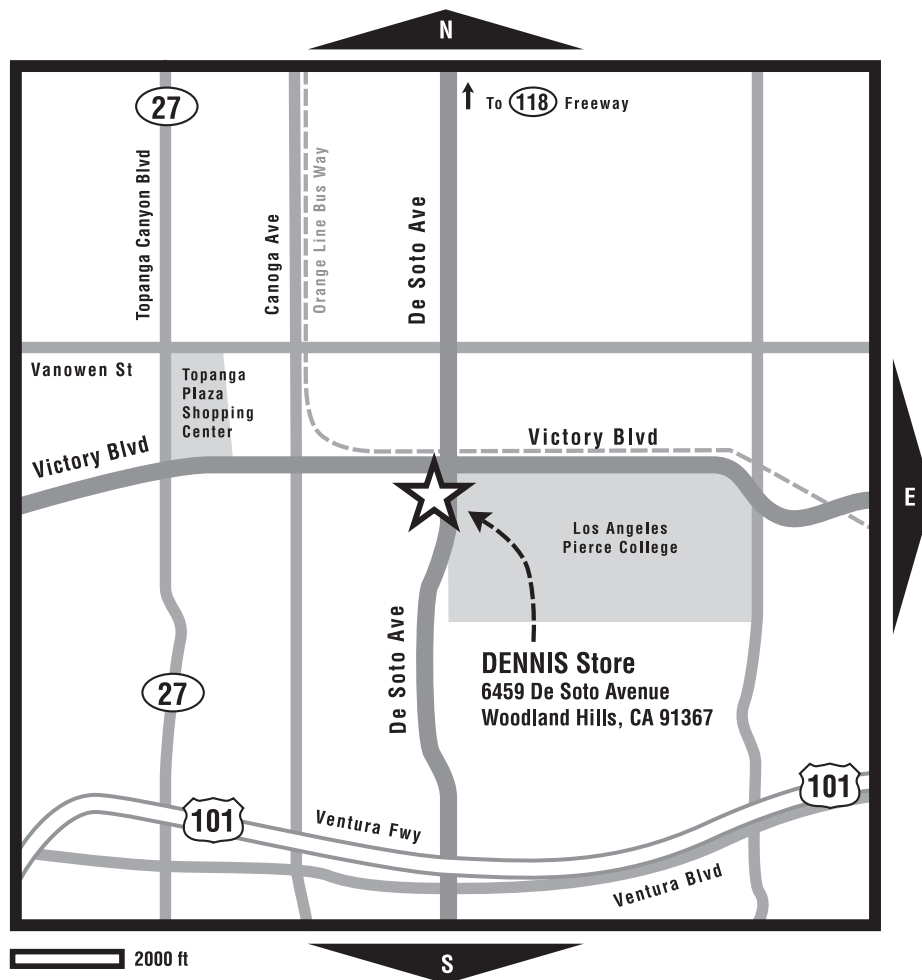 N
27
To 118 Freeway
Topanga Canyon Blvd
Canoga Ave
Orange Line Bus Way
De Soto Ave
Vanowen St
Topanga
Plaza
Shopping
Center
Victory Blvd
Victory Blvd
E
Los Angeles
Pierce College
De Soto Ave
DENNIS Store
6459 De Soto Avenue
Woodland Hills, CA 91367
27
101
101
Ventura Fwy
Ventura Blvd
2000 ft
S